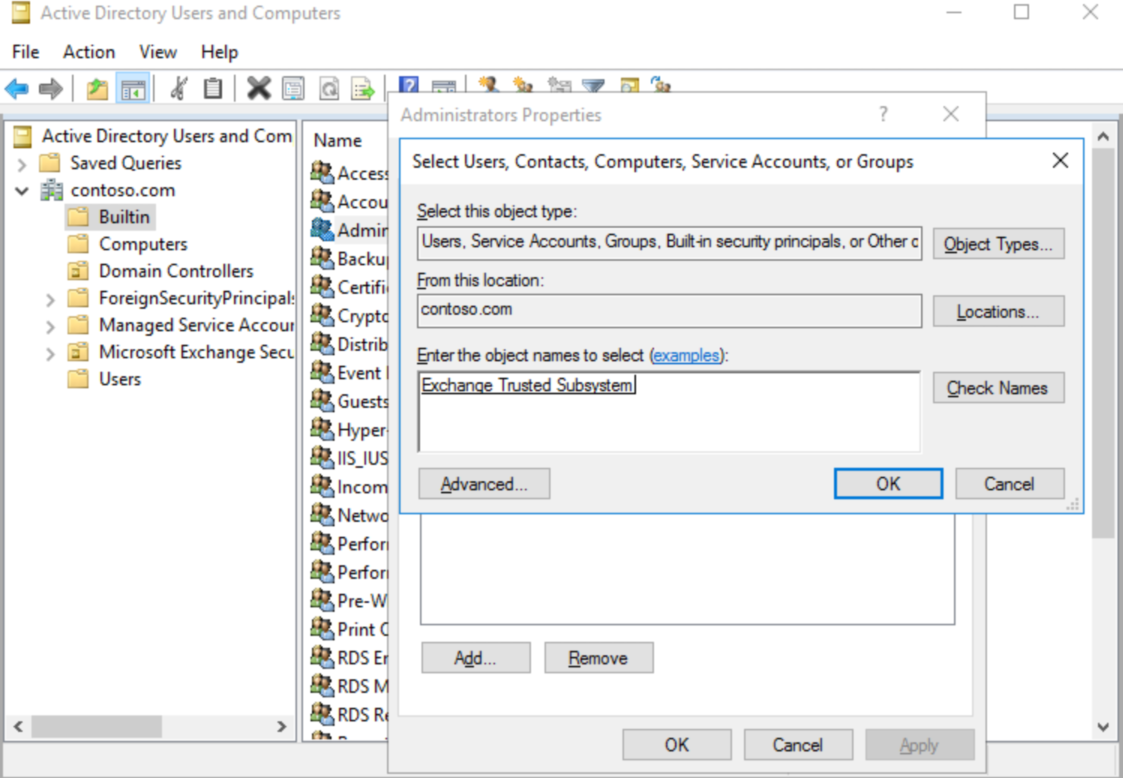 Active Directory Users and Computers
File Action View Help
Administrators Properties
?
Active Directory Users and Com
Saved Queries
contoso.com
Builtin
Computers
Domain Controllers
ForeignSecurityPrincipals
Managed Service Accour
Microsoft Exchange Secu
Users
Name
Access
Accou
Admir
Backu
Certifi
Crypto
Distrib
Event
Guests
Hyper-
IIS_IUS
Incom
Netwo
Perfor
Perfor
Pre-W
Print O
RDS En
RDS M
RDS Re
Select Users, Contacts, Computers, Service Accounts, or Groups
Select this object type:
Users, Service Accounts, Groups, Built-in security principals, or Other o
Object Types...
From this location:
contoso.com
Locations...
Enter the object names to select (examples):
Exchange Trusted Subsystem
Check Names
Advanced...
OK
Cancel
Add...
Remove
OK
Cancel
Apply